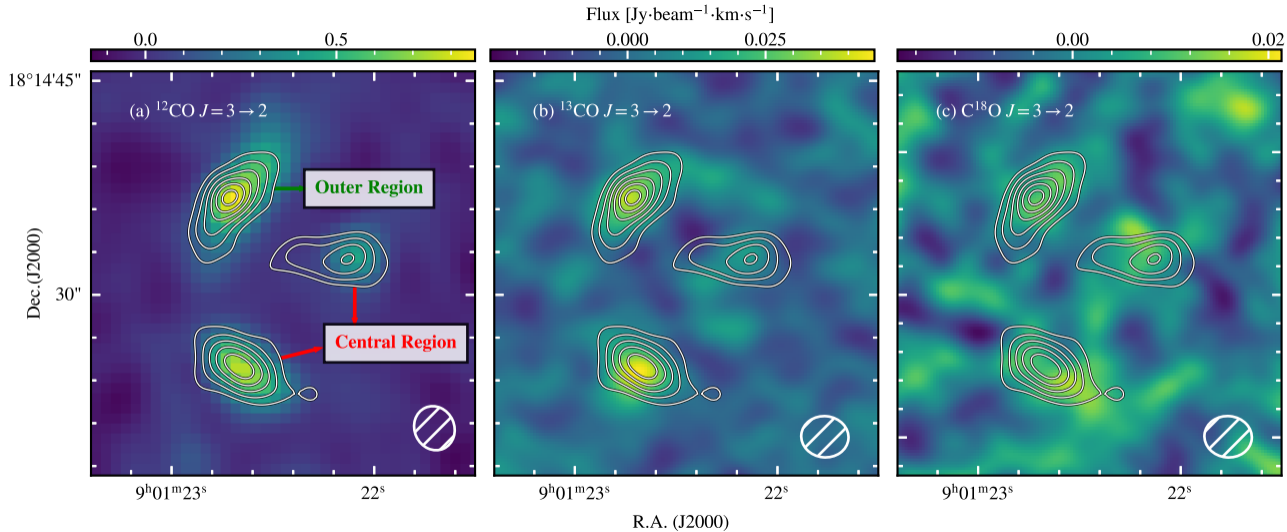 Flux [Jy·beam⁻¹·km·s⁻¹]
0.0 0.5 0.000 0.025 0.00 0.02
18°14'45"
(a) ¹²CO J = 3 → 2 (b) ¹³CO J = 3 → 2 (c) C¹⁸O J = 3 → 2
Outer Region
Dec.(J2000)
30"
Central Region
9ʰ01ᵐ23ˢ 22ˢ 9ʰ01ᵐ23ˢ 22ˢ 9ʰ01ᵐ23ˢ 22ˢ
R.A. (J2000)